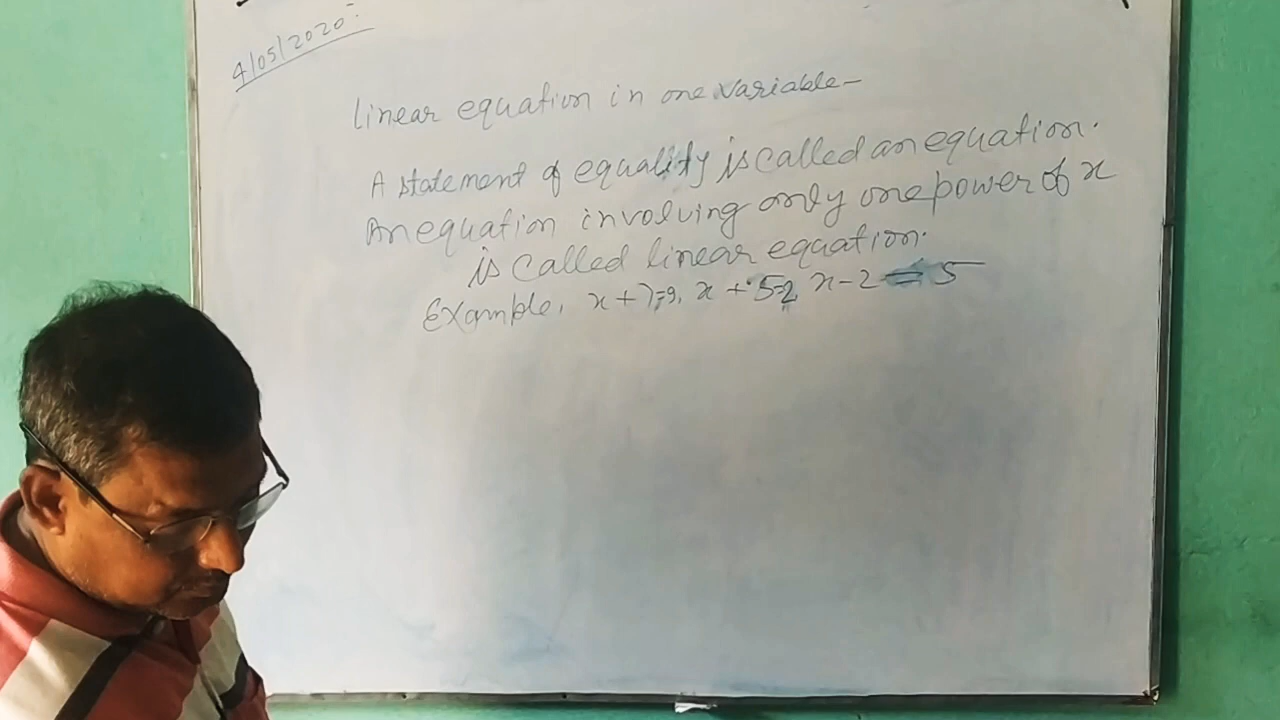 4/05/2020
linear equation in one variable-
A statement of equality is called an equation.
An equation involving only one power of x
is called linear equation.
Example, x+7=9, x+5=2, x-2=5